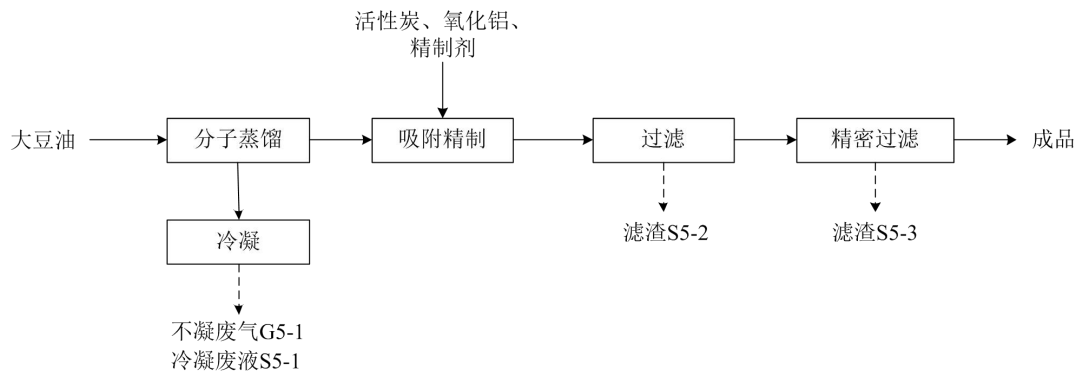 活性炭、氧化铝、
精制剂
大豆油
分子蒸馏
吸附精制
过滤
精密过滤
成品
冷凝
滤渣S5-2
滤渣S5-3
不凝废气G5-1
冷凝废液S5-1